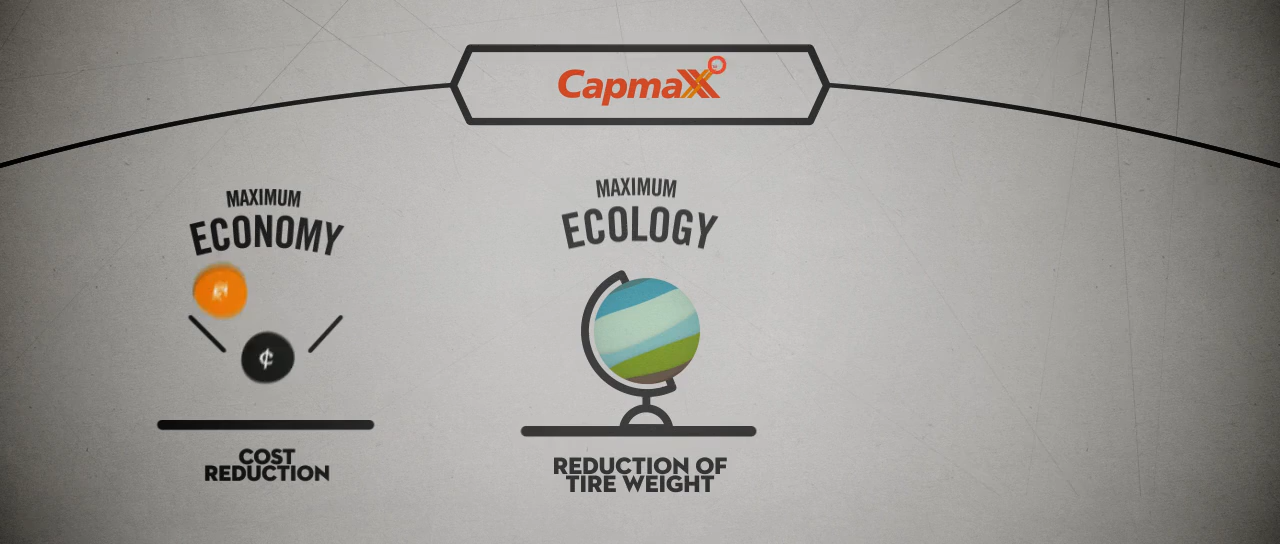 Capmax
MAXIMUM
ECONOMY
¢
COST
REDUCTION
MAXIMUM
ECOLOGY
REDUCTION OF
TIRE WEIGHT